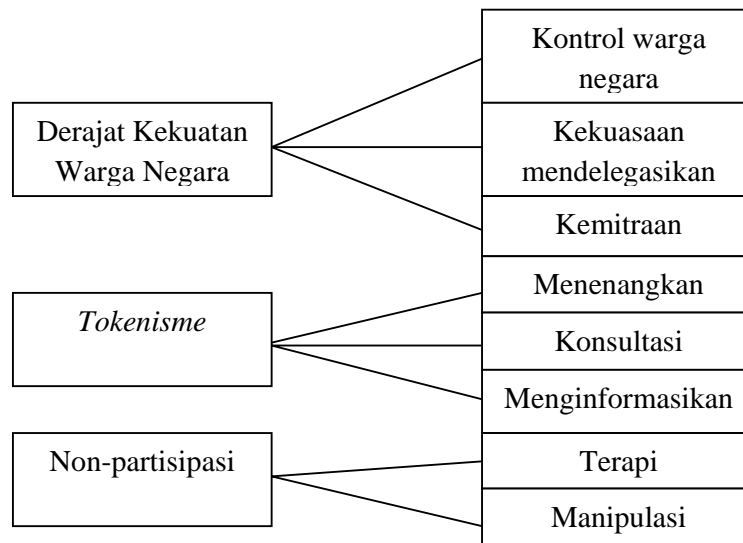 Kontrol warga
negara
Derajat Kekuatan
Warga Negara
Kekuasaan
mendelegasikan
Kemitraan
Menenangkan
Tokenisme
Konsultasi
Menginformasikan
Non-partisipasi
Terapi
Manipulasi